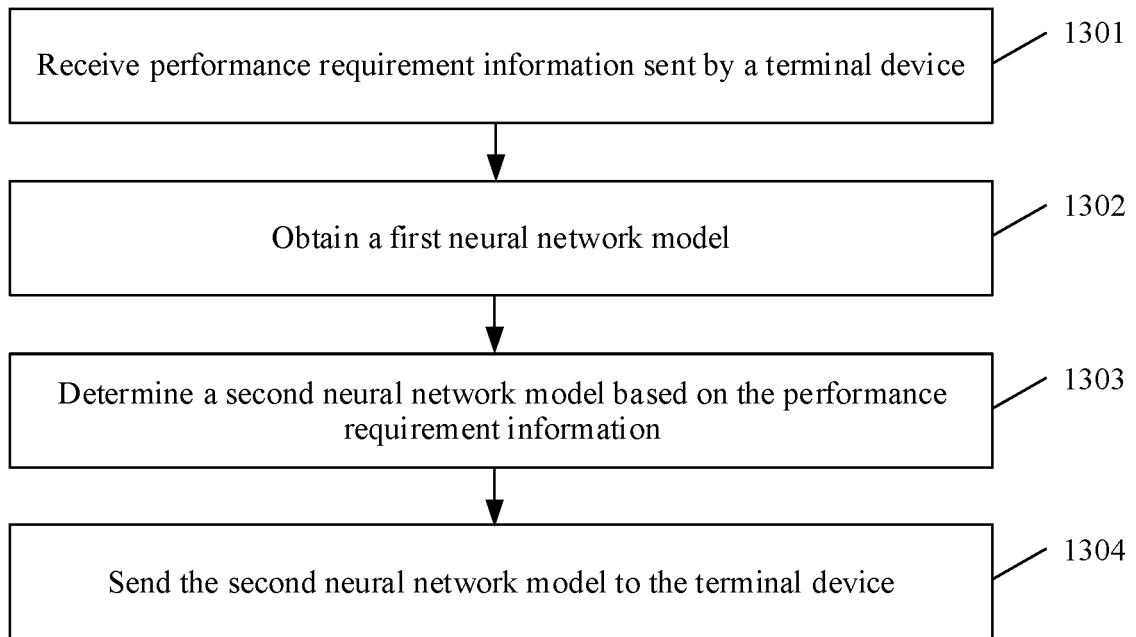 Receive performance requirement information sent by a terminal device
1301
Obtain a first neural network model
1302
Determine a second neural network model based on the performance
requirement information
1303
Send the second neural network model to the terminal device
1304